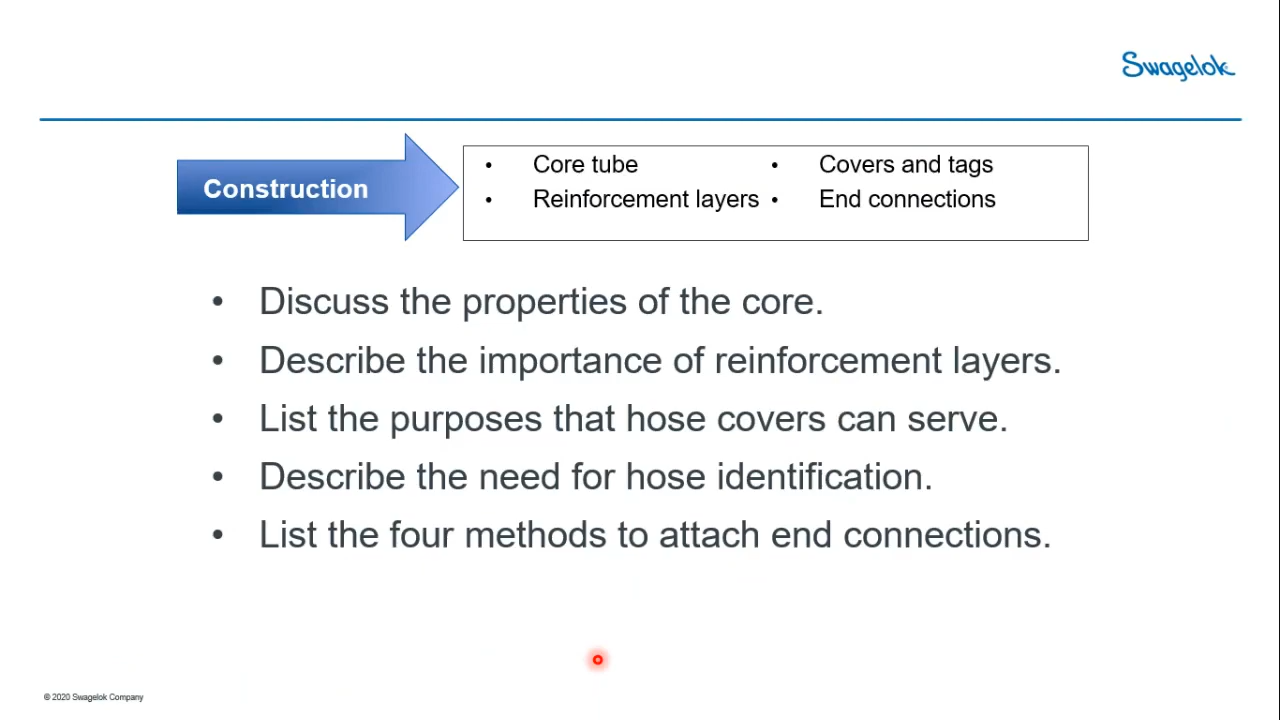 Swagelok
Construction
• Core tube
• Reinforcement layers
• Covers and tags
• End connections
• Discuss the properties of the core.
• Describe the importance of reinforcement layers.
• List the purposes that hose covers can serve.
• Describe the need for hose identification.
• List the four methods to attach end connections.
© 2020 Swagelok Company